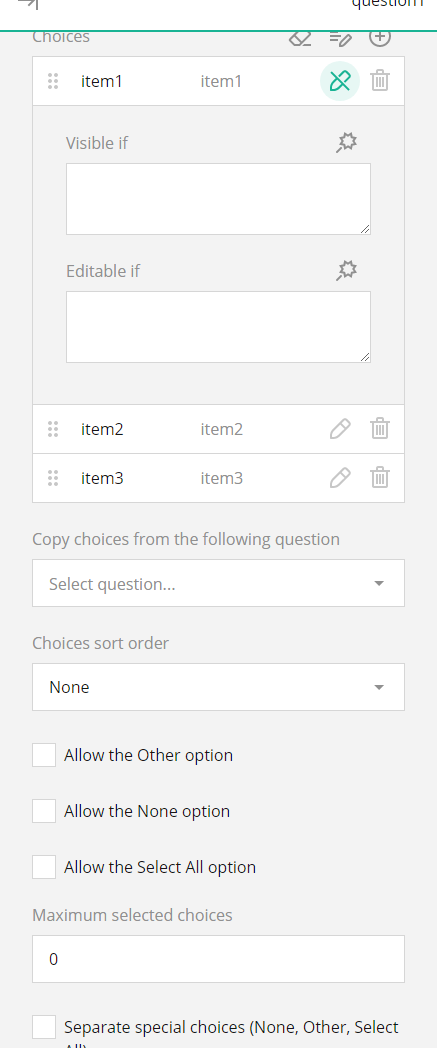 question1
Choices
item1 item1
Visible if
Editable if
item2 item2
item3 item3
Copy choices from the following question
Select question...
Choices sort order
None
Allow the Other option
Allow the None option
Allow the Select All option
Maximum selected choices
0
Separate special choices (None, Other, Select
All)